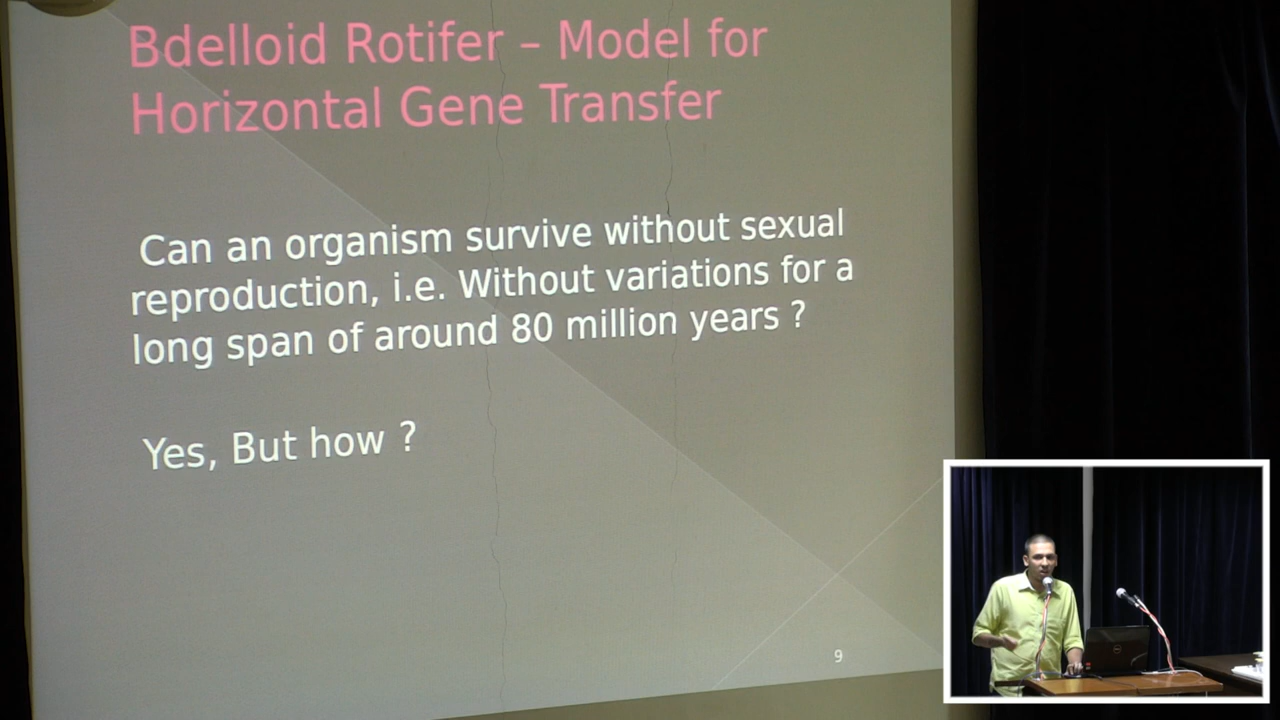 Bdelloid Rotifer – Model for
Horizontal Gene Transfer
Can an organism survive without sexual
reproduction, i.e. Without variations for a
long span of around 80 million years ?
Yes, But how ?
9